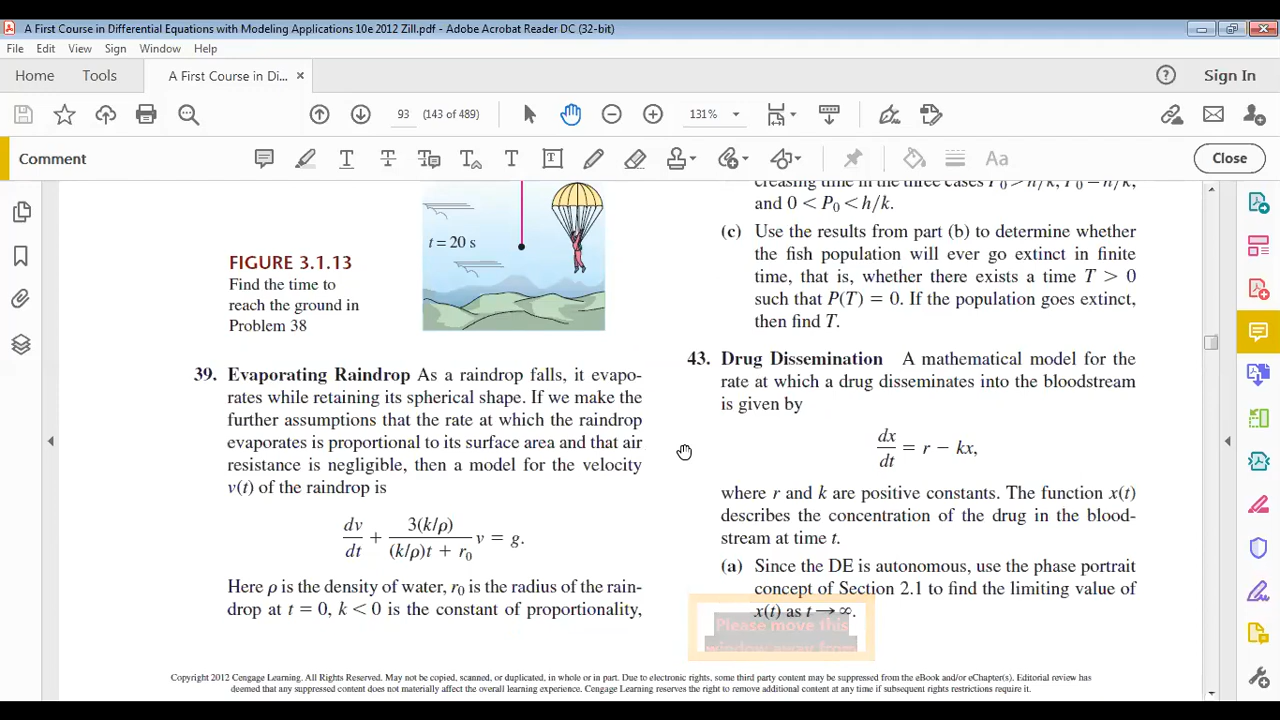 A First Course in Differential Equations with Modeling Applications 10e 2012 Zill.pdf - Adobe Acrobat Reader DC (32-bit)
File Edit View Sign Window Help
Home Tools A First Course in Di... × Sign In
93 (143 of 489) 131%
Comment Close
t = 20 s
FIGURE 3.1.13
Find the time to
reach the ground in
Problem 38
39. Evaporating Raindrop As a raindrop falls, it evapo-
rates while retaining its spherical shape. If we make the
further assumptions that the rate at which the raindrop
evaporates is proportional to its surface area and that air
resistance is negligible, then a model for the velocity
v(t) of the raindrop is
dv/dt + 3(k/ρ)/((k/ρ)t + r₀) v = g.
Here ρ is the density of water, r₀ is the radius of the rain-
drop at t = 0, k < 0 is the constant of proportionality,
creasing time in the three cases P₀ > h/k, P₀ = h/k,
and 0 < P₀ < h/k.
(c) Use the results from part (b) to determine whether
the fish population will ever go extinct in finite
time, that is, whether there exists a time T > 0
such that P(T) = 0. If the population goes extinct,
then find T.
43. Drug Dissemination A mathematical model for the
rate at which a drug disseminates into the bloodstream
is given by
dx/dt = r − kx,
where r and k are positive constants. The function x(t)
describes the concentration of the drug in the blood-
stream at time t.
(a) Since the DE is autonomous, use the phase portrait
concept of Section 2.1 to find the limiting value of
x(t) as t → ∞.
Please move this
window away from
Copyright 2012 Cengage Learning. All Rights Reserved. May not be copied, scanned, or duplicated, in whole or in part. Due to electronic rights, some third party content may be suppressed from the eBook and/or eChapter(s). Editorial review has
deemed that any suppressed content does not materially affect the overall learning experience. Cengage Learning reserves the right to remove additional content at any time if subsequent rights restrictions require it.